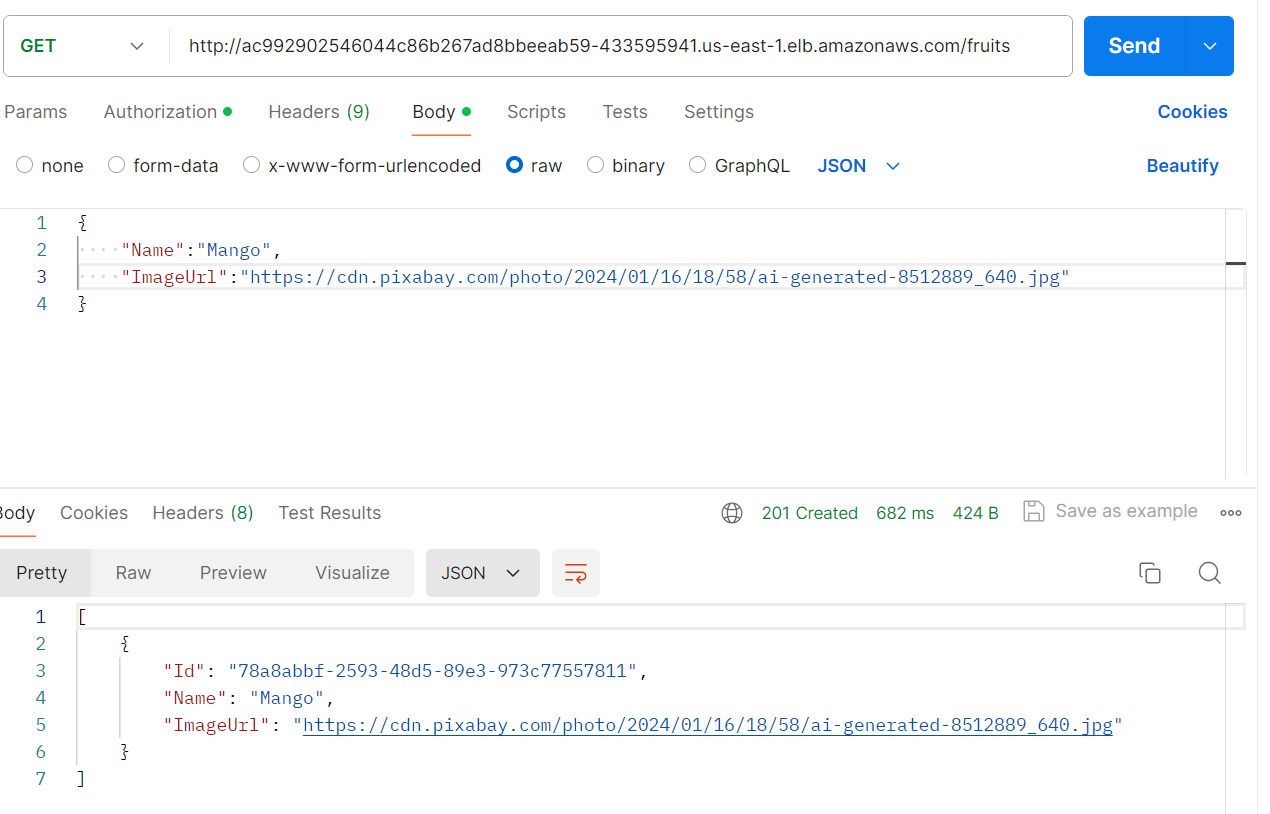 GET http://ac992902546044c86b267ad8bbeeab59-433595941.us-east-1.elb.amazonaws.com/fruits Send
Params Authorization Headers (9) Body Scripts Tests Settings Cookies
none form-data x-www-form-urlencoded raw binary GraphQL JSON Beautify
1 {
2 ····"Name":"Mango",
3 ····"ImageUrl":"https://cdn.pixabay.com/photo/2024/01/16/18/58/ai-generated-8512889_640.jpg"
4 }
Body Cookies Headers (8) Test Results 201 Created 682 ms 424 B Save as example
Pretty Raw Preview Visualize JSON
1 [
2 {
3 "Id": "78a8abbf-2593-48d5-89e3-973c77557811",
4 "Name": "Mango",
5 "ImageUrl": "https://cdn.pixabay.com/photo/2024/01/16/18/58/ai-generated-8512889_640.jpg"
6 }
7 ]